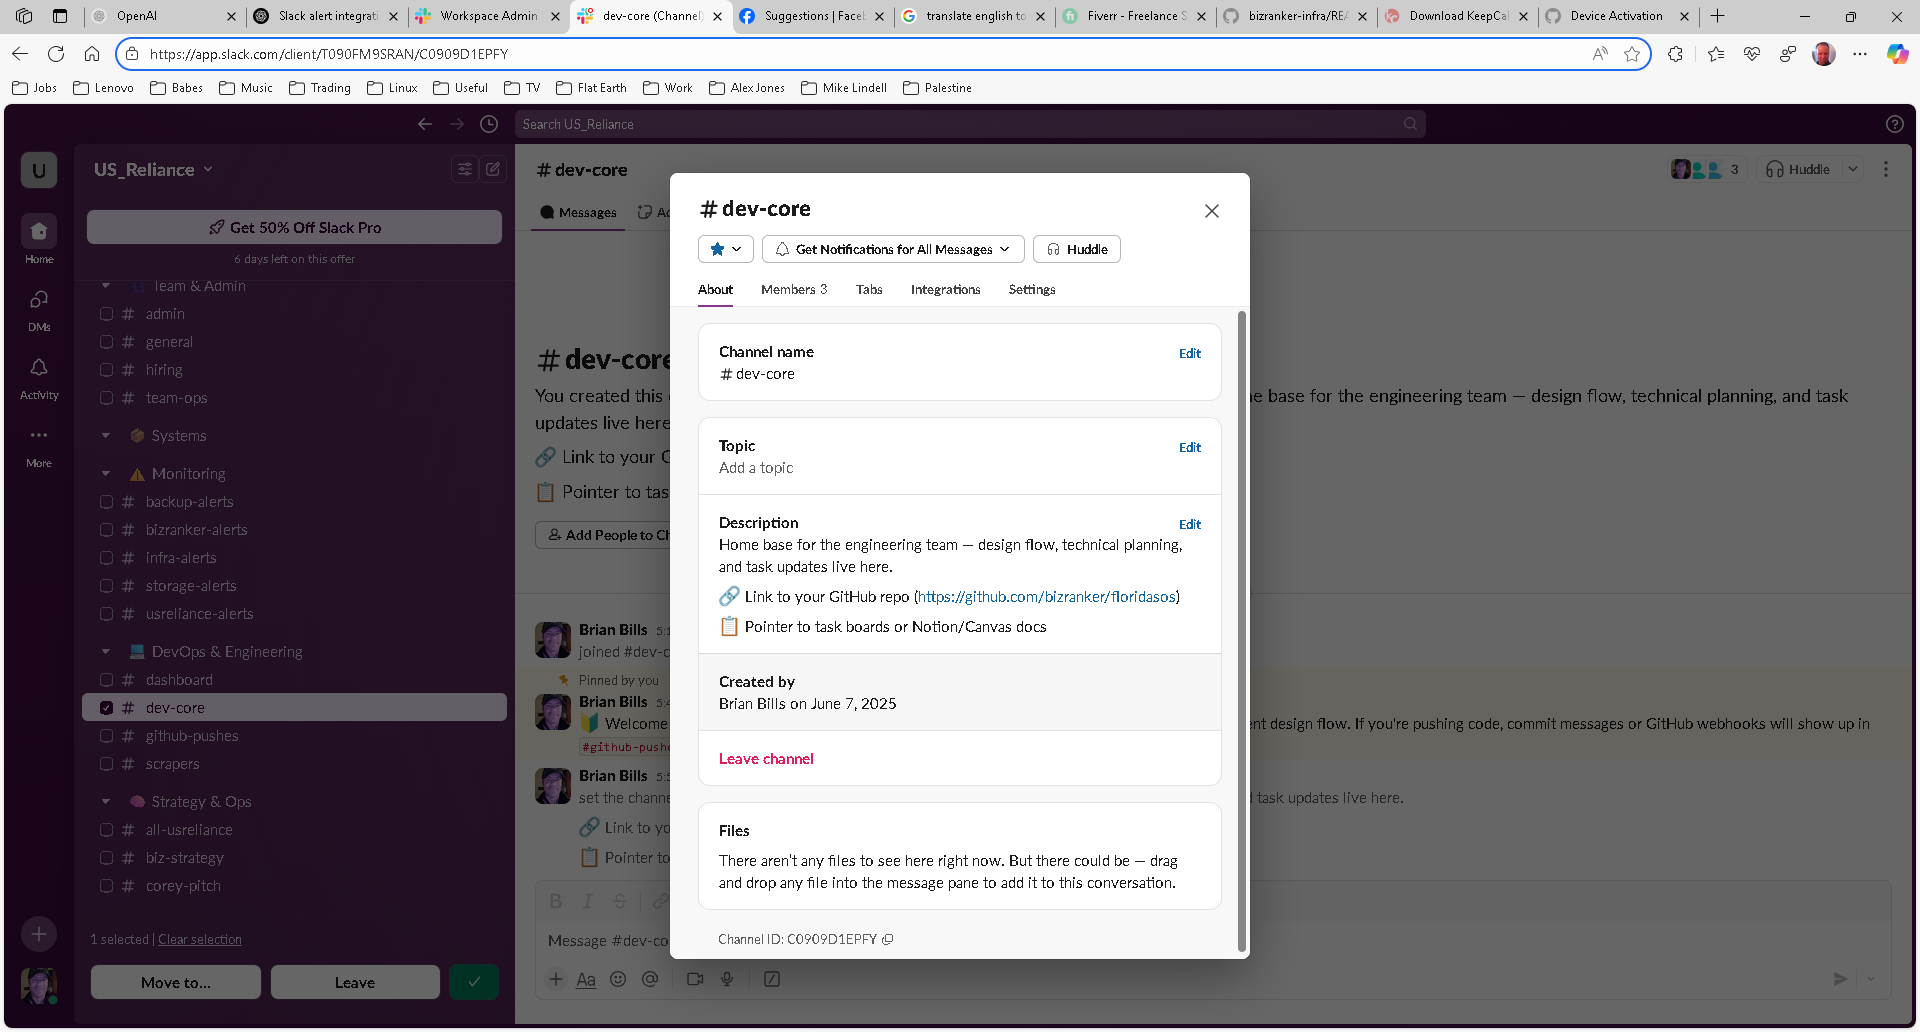 OpenAI
Slack alert integrati
Workspace Admin
dev-core (Channel)
Suggestions | Faceb
translate english to
Fiverr - Freelance S
bizranker-infra/REA
Download KeepCal
Device Activation
https://app.slack.com/client/T090FM9SRAN/C0909D1EPFY
Jobs
Lenovo
Babes
Music
Trading
Linux
Useful
TV
Flat Earth
Work
Alex Jones
Mike Lindell
Palestine
Search US_Reliance
U
Home
DMs
Activity
More
US_Reliance
Get 50% Off Slack Pro
6 days left on this offer
Team & Admin
# admin
# general
# hiring
# team-ops
Systems
Monitoring
# backup-alerts
# bizranker-alerts
# infra-alerts
# storage-alerts
# usreliance-alerts
DevOps & Engineering
# dashboard
# dev-core
# github-pushes
# scrapers
Strategy & Ops
# all-usreliance
# biz-strategy
# corey-pitch
1 selected | Clear selection
Move to...
Leave
# dev-core
3
Huddle
Messages
# dev-core
You created this
base for the engineering team — design flow, technical planning, and task
updates live here
Link to your G
Pointer to tas
Add People to Ch
Brian Bills
joined #dev-c
Pinned by you
Brian Bills
Welcome
nt design flow. If you're pushing code, commit messages or GitHub webhooks will show up in
#github-pushe
Brian Bills
set the channe
task updates live here.
Link to yo
Pointer to
B I S
Message #dev-co
Aa
# dev-core
Get Notifications for All Messages
Huddle
About
Members 3
Tabs
Integrations
Settings
Channel name
Edit
# dev-core
Topic
Edit
Add a topic
Description
Edit
Home base for the engineering team — design flow, technical planning,
and task updates live here.
🔗 Link to your GitHub repo (https://github.com/bizranker/floridasos)
📋 Pointer to task boards or Notion/Canvas docs
Created by
Brian Bills on June 7, 2025
Leave channel
Files
There aren't any files to see here right now. But there could be — drag
and drop any file into the message pane to add it to this conversation.
Channel ID: C0909D1EPFY